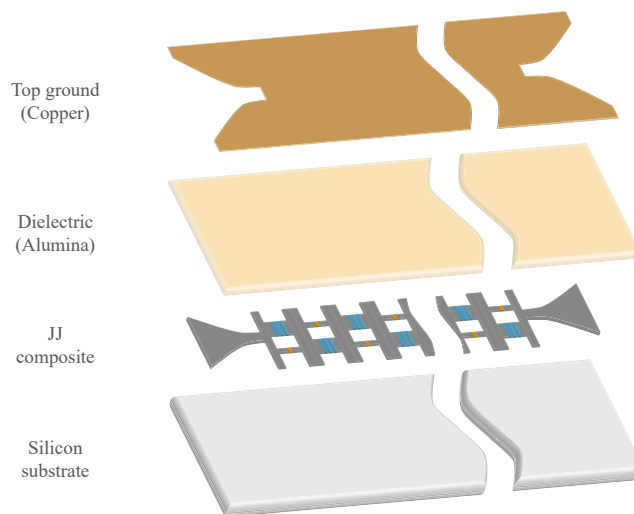 Top ground
(Copper)
Dielectric
(Alumina)
JJ
composite
Silicon
substrate